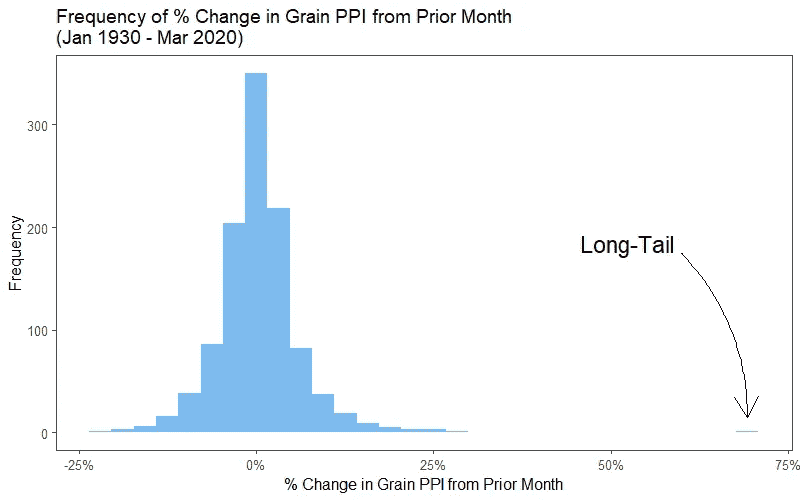 Frequency of % Change in Grain PPI from Prior Month
(Jan 1930 - Mar 2020)
Frequency
300
200
100
0
Long-Tail
-25%
0%
25%
50%
75%
% Change in Grain PPI from Prior Month